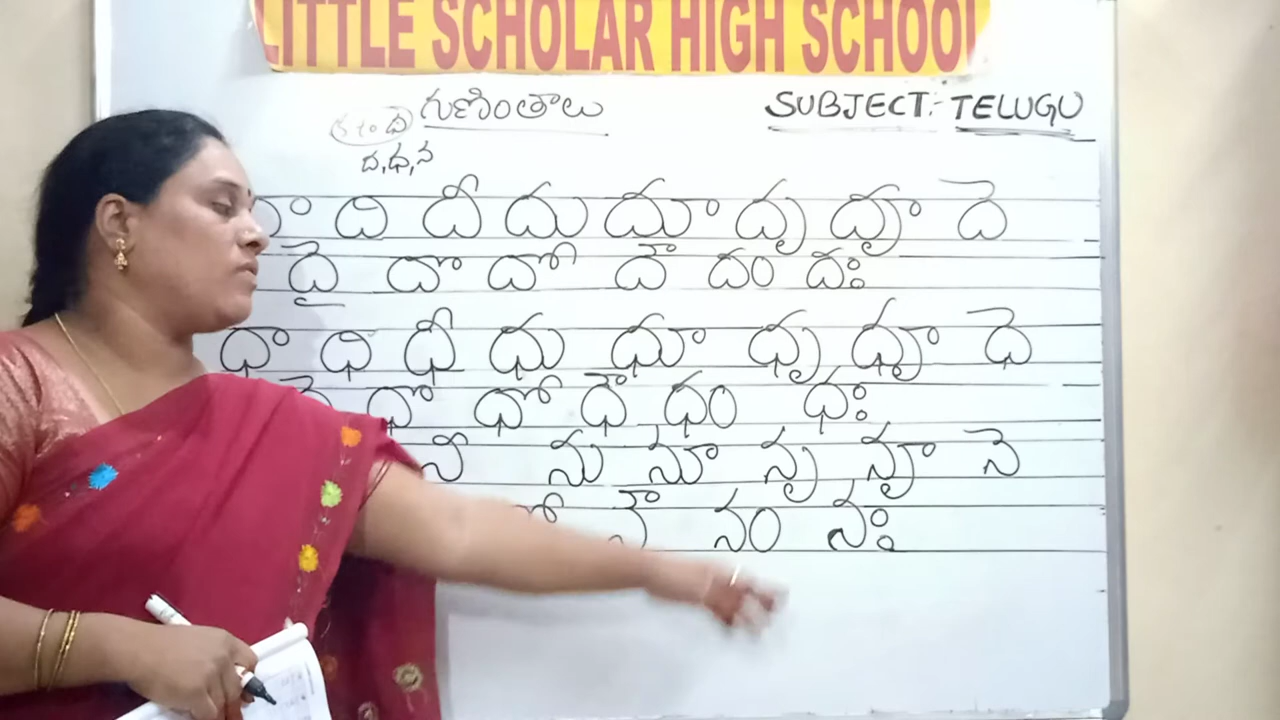 LITTLE SCHOLAR HIGH SCHOOL
గుణింతాలు SUBJECT:- TELUGU
ద, ధ, న
ది దీ దు దూ దృ దౄ దె
దై దొ దో దౌ దం దః
ధా ధి ధీ ధు ధూ ధృ ధౄ ధె
ధొ ధో ధౌ ధం ధః
నీ ను నూ నృ నౄ నె
నౌ నం నః